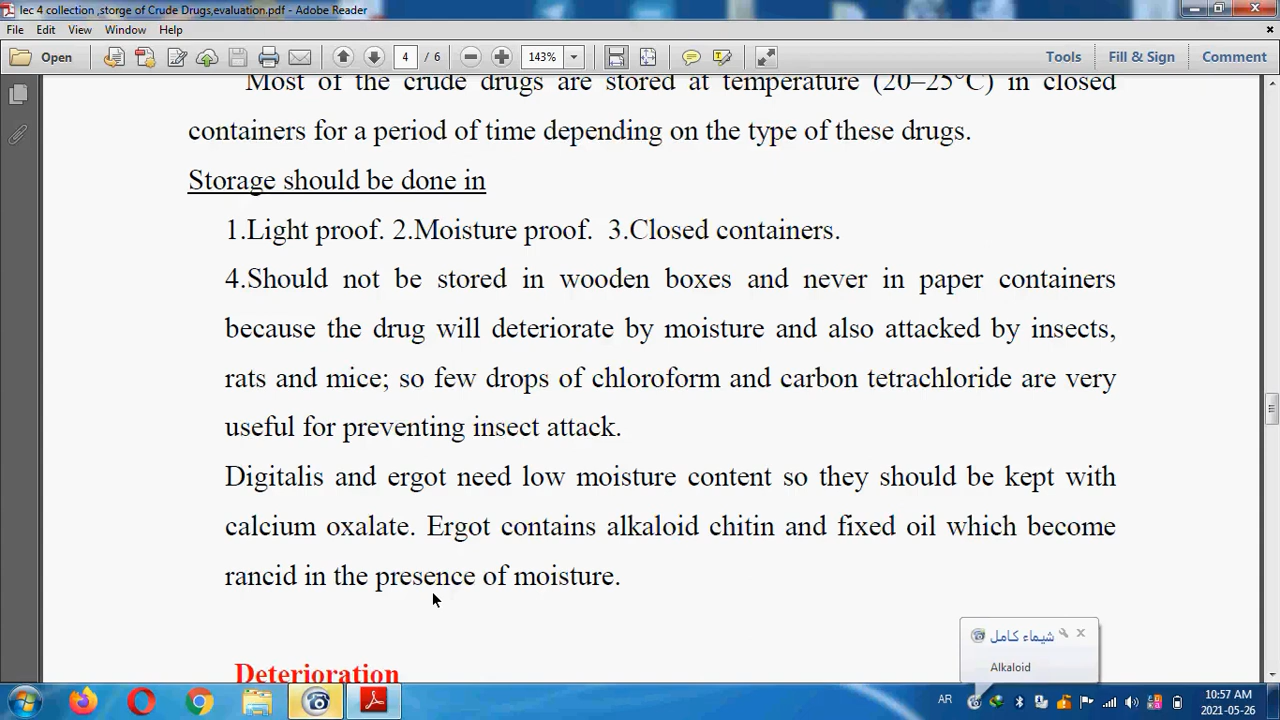 lec 4 collection ,storge of Crude Drugs,evaluation.pdf - Adobe Reader
File Edit View Window Help
Open 4 / 6 143% Tools Fill & Sign Comment
Most of the crude drugs are stored at temperature (20–25°C) in closed
containers for a period of time depending on the type of these drugs.
Storage should be done in
1.Light proof. 2.Moisture proof. 3.Closed containers.
4.Should not be stored in wooden boxes and never in paper containers
because the drug will deteriorate by moisture and also attacked by insects,
rats and mice; so few drops of chloroform and carbon tetrachloride are very
useful for preventing insect attack.
Digitalis and ergot need low moisture content so they should be kept with
calcium oxalate. Ergot contains alkaloid chitin and fixed oil which become
rancid in the presence of moisture.
Deterioration
شيماء كامل
Alkaloid
AR
10:57 AM
2021-05-26